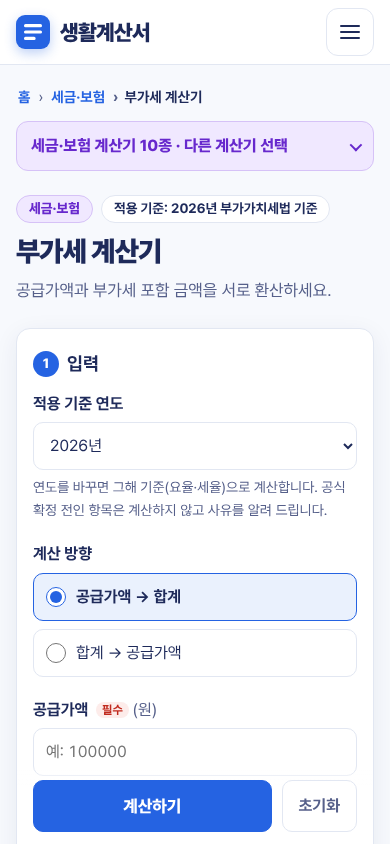 생활계산서
홈 › 세금·보험 › 부가세 계산기
세금·보험 계산기 10종 · 다른 계산기 선택
세금·보험 적용 기준: 2026년 부가가치세법 기준
부가세 계산기
공급가액과 부가세 포함 금액을 서로 환산하세요.
1 입력
적용 기준 연도
2026년
연도를 바꾸면 그해 기준(요율·세율)으로 계산합니다. 공식
확정 전인 항목은 계산하지 않고 사유를 알려 드립니다.
계산 방향
공급가액 → 합계
합계 → 공급가액
공급가액 필수 (원)
예: 100000
계산하기 초기화